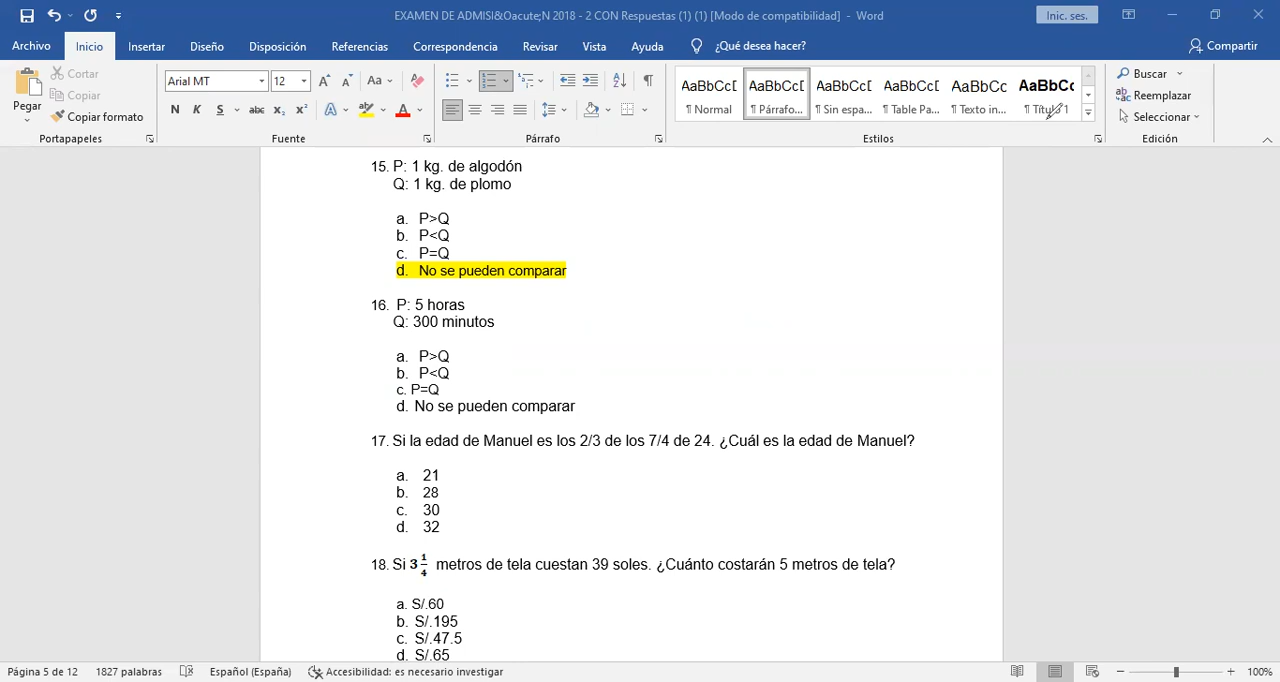 EXAMEN DE ADMISI&Oacute;N 2018 - 2 CON Respuestas (1) (1) [Modo de compatibilidad] - Word
Inic. ses.
Archivo Inicio Insertar Diseño Disposición Referencias Correspondencia Revisar Vista Ayuda ¿Qué desea hacer? Compartir
Pegar
Cortar
Copiar
Copiar formato
Portapapeles
Arial MT 12
N K S abc x₂ x²
Fuente
Párrafo
AaBbCcI AaBbCcI AaBbCcI AaBbCcI AaBbCc AaBbCc
¶ Normal ¶ Párrafo... ¶ Sin espa... ¶ Table Pa... ¶ Texto in... ¶ Título 1
Estilos
Buscar
Reemplazar
Seleccionar
Edición
15. P: 1 kg. de algodón
Q: 1 kg. de plomo
a. P>Q
b. P<Q
c. P=Q
d. No se pueden comparar
16. P: 5 horas
Q: 300 minutos
a. P>Q
b. P<Q
c. P=Q
d. No se pueden comparar
17. Si la edad de Manuel es los 2/3 de los 7/4 de 24. ¿Cuál es la edad de Manuel?
a. 21
b. 28
c. 30
d. 32
18. Si 3 1/4 metros de tela cuestan 39 soles. ¿Cuánto costarán 5 metros de tela?
a. S/.60
b. S/.195
c. S/.47.5
d. S/.65
Página 5 de 12 1827 palabras Español (España) Accesibilidad: es necesario investigar 100%